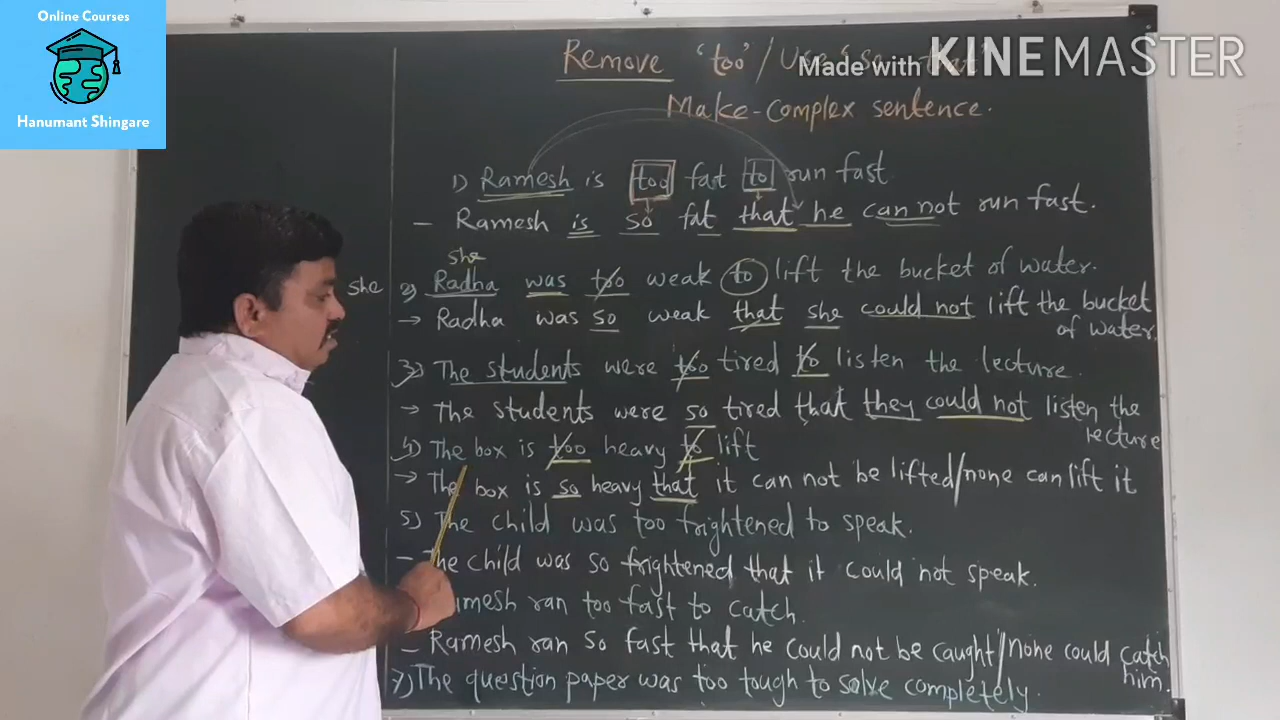 Online Courses
Hanumant Shingare
Made with KINEMASTER
Remove 'too' / Use 'so that'
Make - Complex sentence.
1) Ramesh is too fat to run fast
- Ramesh is so fat that he can not run fast.
she
she
2) Radha was too weak to lift the bucket of water.
→ Radha was so weak that she could not lift the bucket
of water.
3) The students were too tired to listen the lecture.
→ The students were so tired that they could not listen the
lecture
4) The box is too heavy to lift
→ The box is so heavy that it can not be lifted/none can lift it
5) The child was too frightened to speak.
- The child was so frightened that it could not speak.
Ramesh ran too fast to catch.
- Ramesh ran so fast that he could not be caught/none could catch
him.
7) The question paper was too tough to solve completely.